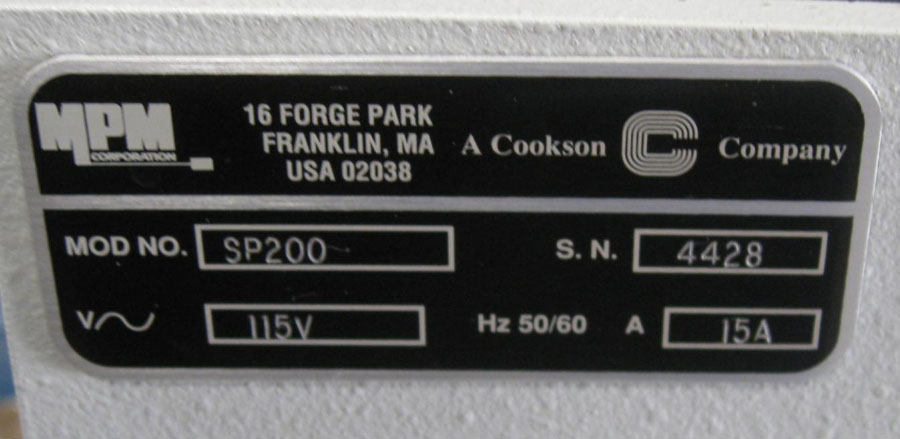 MPM
CORPORATION
16 FORGE PARK
FRANKLIN, MA
USA 02038
A Cookson C Company
MOD NO. SP200
S. N. 4428
V 115V
Hz 50/60 A 15A